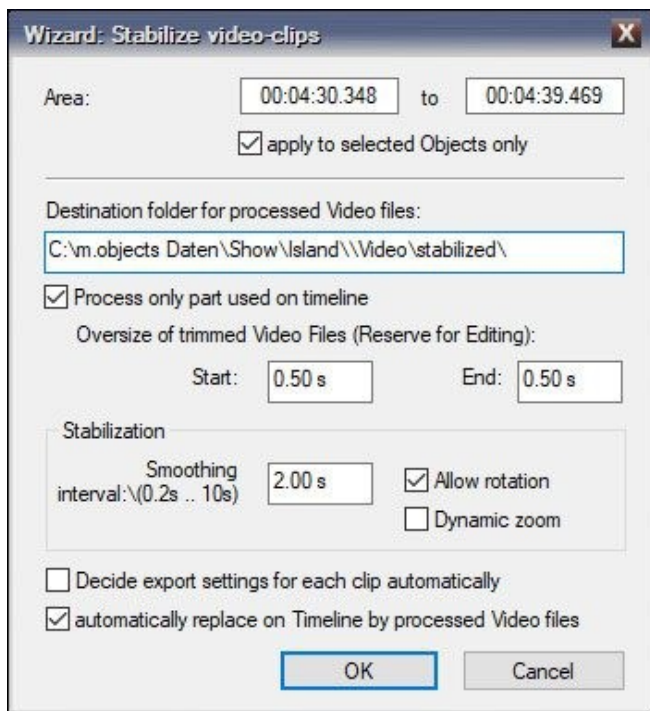 Wizard: Stabilize video-clips
X
Area: 00:04:30.348 to 00:04:39.469
apply to selected Objects only
Destination folder for processed Video files:
C:\m.objects Daten\Show\Island\\Video\stabilized\
Process only part used on timeline
Oversize of trimmed Video Files (Reserve for Editing):
Start: 0.50 s End: 0.50 s
Stabilization
Smoothing
interval:\(0.2s .. 10s) 2.00 s Allow rotation
Dynamic zoom
Decide export settings for each clip automatically
automatically replace on Timeline by processed Video files
OK Cancel